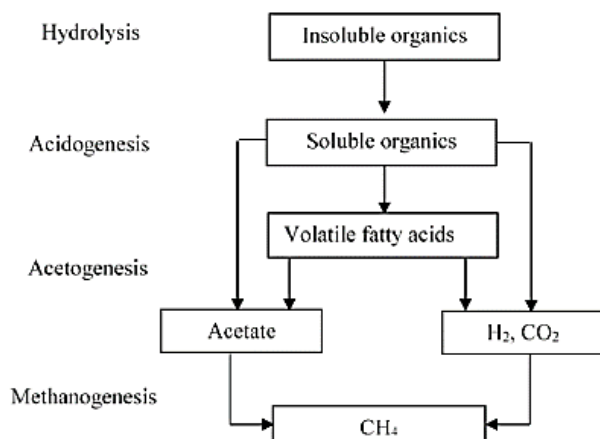 Hydrolysis
Insoluble organics
Acidogenesis
Soluble organics
Volatile fatty acids
Acetogenesis
Acetate
H₂, CO₂
Methanogenesis
CH₄